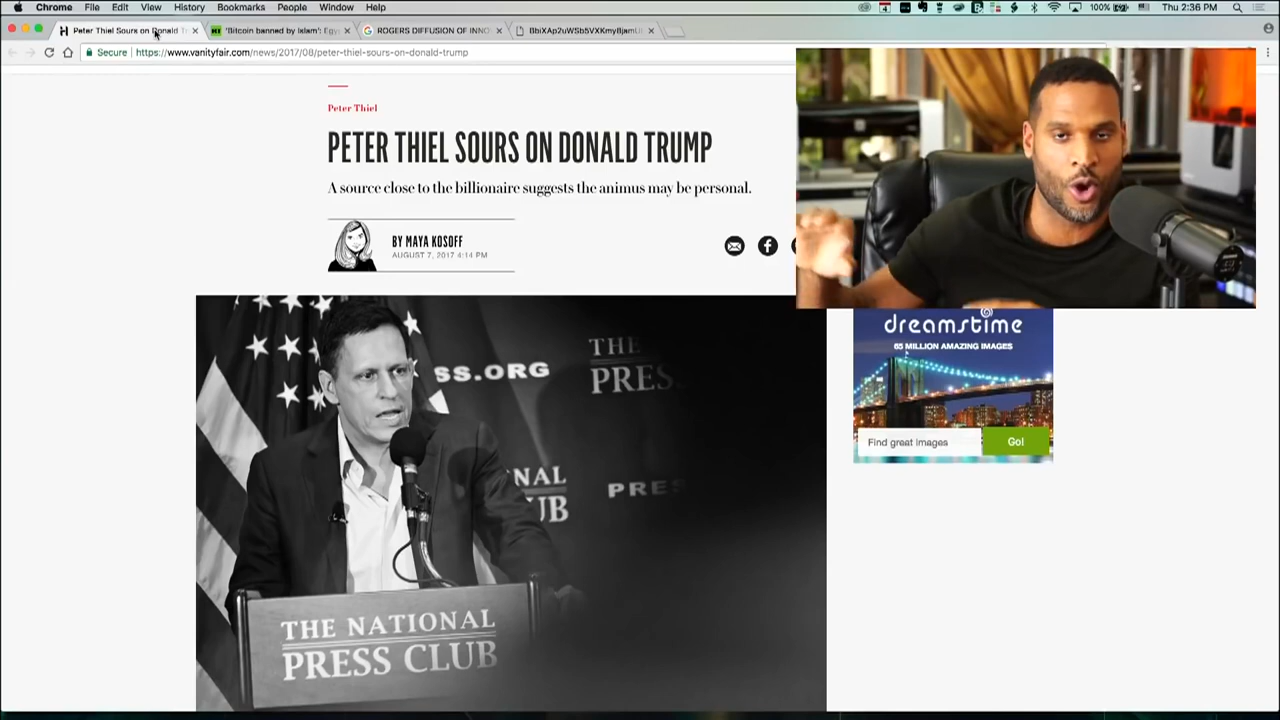 Chrome File Edit View History Bookmarks People Window Help 100% Thu 2:36 PM
Peter Thiel Sours on Donald T
'Bitcoin banned by Islam': Egy
ROGERS DIFFUSION OF INNO
Secure https://www.vanityfair.com/news/2017/08/peter-thiel-sours-on-donald-trump
Peter Thiel
PETER THIEL SOURS ON DONALD TRUMP
A source close to the billionaire suggests the animus may be personal.
BY MAYA KOSOFF
AUGUST 7, 2017 4:14 PM
SS.ORG
THE
PRES
NAL
UB
PRES
THE NATIONAL
PRESS CLUB
dreamstime
65 MILLION AMAZING IMAGES
Find great images
Go!